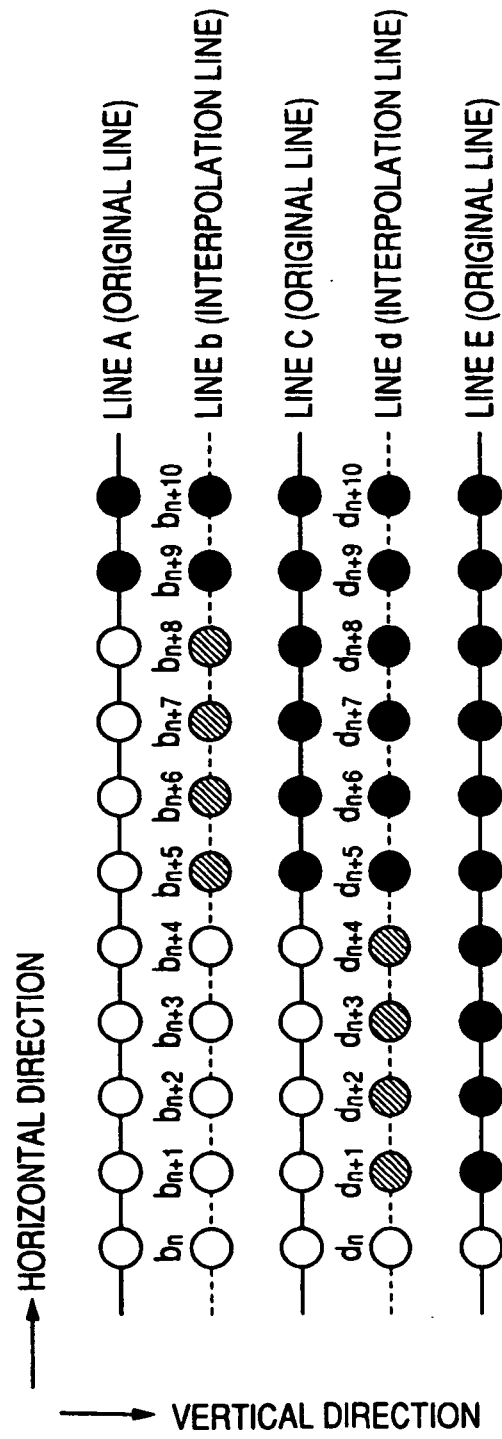 HORIZONTAL DIRECTION
VERTICAL DIRECTION
LINE A (ORIGINAL LINE)
bn bn+1 bn+2 bn+3 bn+4 bn+5 bn+6 bn+7 bn+8 bn+9 bn+10
LINE b (INTERPOLATION LINE)
LINE C (ORIGINAL LINE)
dn dn+1 dn+2 dn+3 dn+4 dn+5 dn+6 dn+7 dn+8 dn+9 dn+10
LINE d (INTERPOLATION LINE)
LINE E (ORIGINAL LINE)